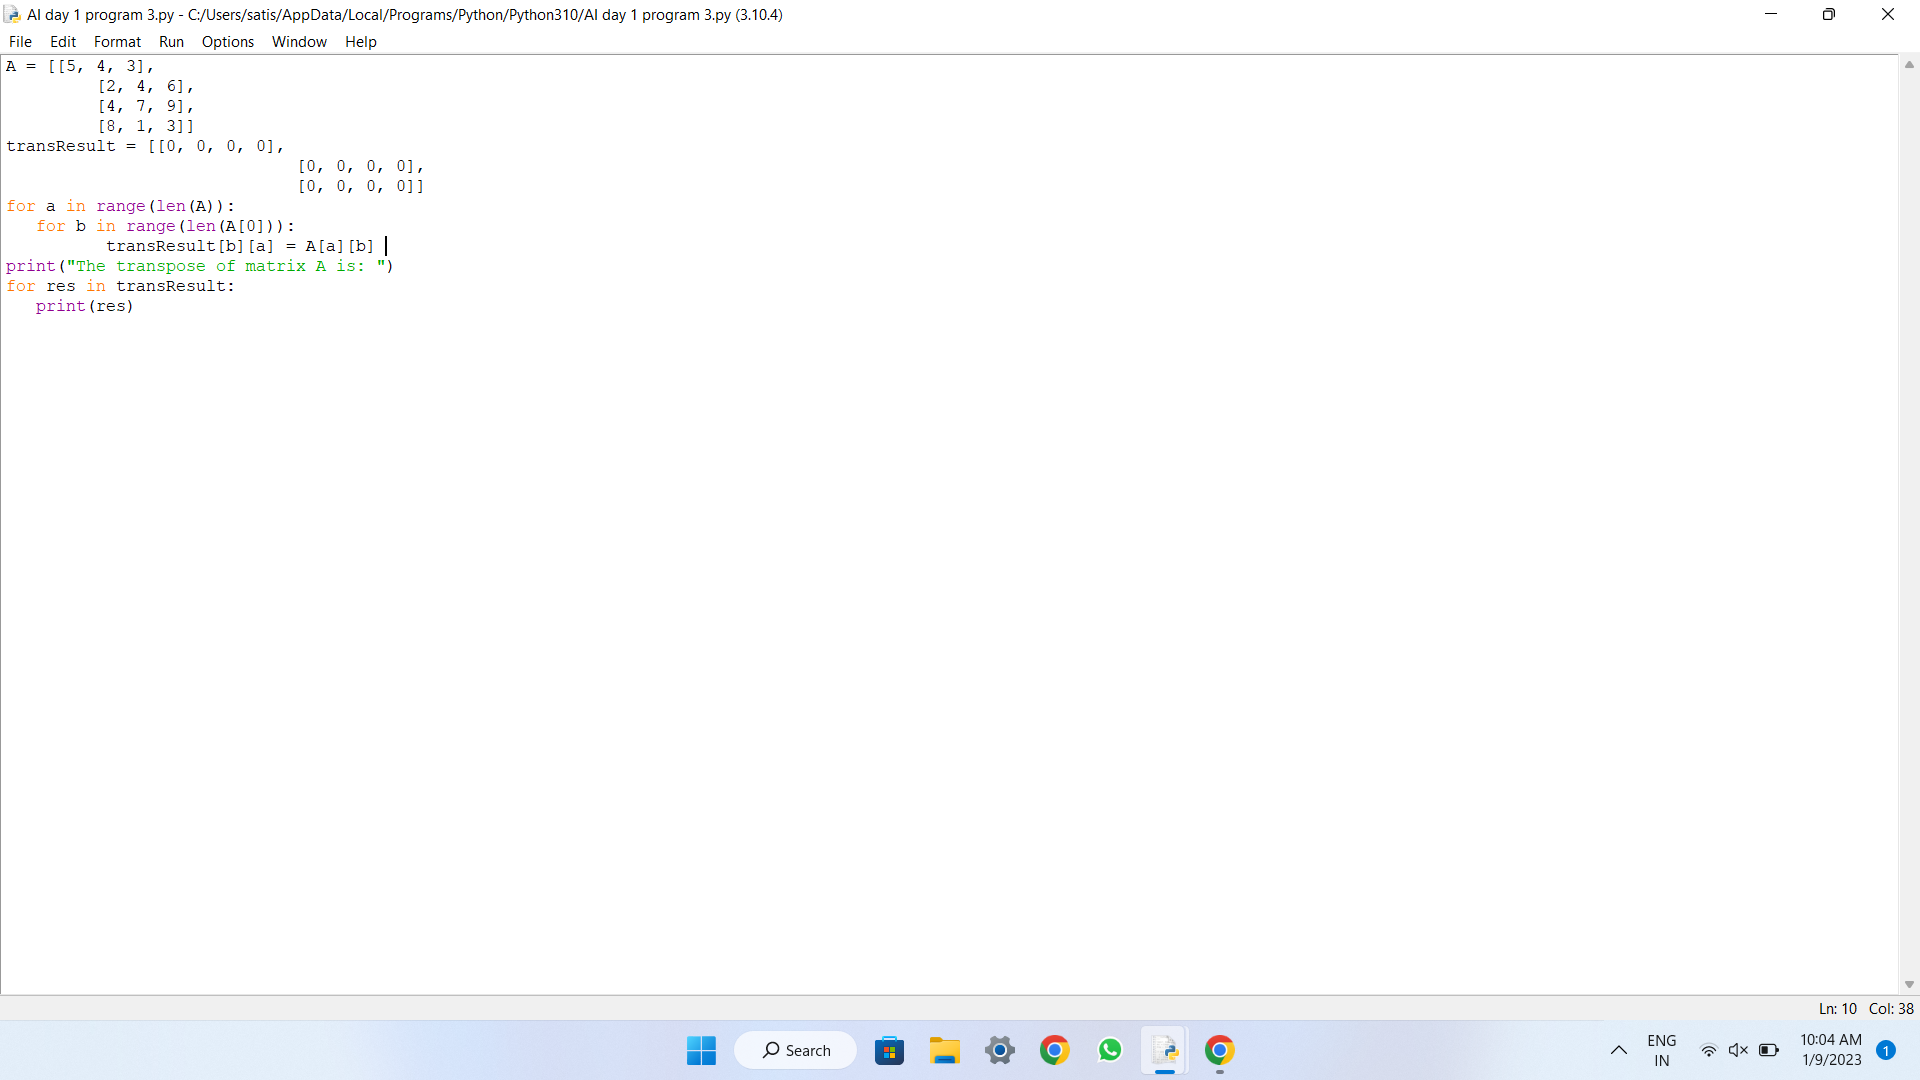 AI day 1 program 3.py - C:/Users/satis/AppData/Local/Programs/Python/Python310/AI day 1 program 3.py (3.10.4)
File Edit Format Run Options Window Help
A = [[5, 4, 3],
[2, 4, 6],
[4, 7, 9],
[8, 1, 3]]
transResult = [[0, 0, 0, 0],
[0, 0, 0, 0],
[0, 0, 0, 0]]
for a in range(len(A)):
for b in range(len(A[0])):
transResult[b][a] = A[a][b]
print("The transpose of matrix A is: ")
for res in transResult:
print(res)
Ln: 10 Col: 38
Search
ENG
IN
10:04 AM
1/9/2023
1